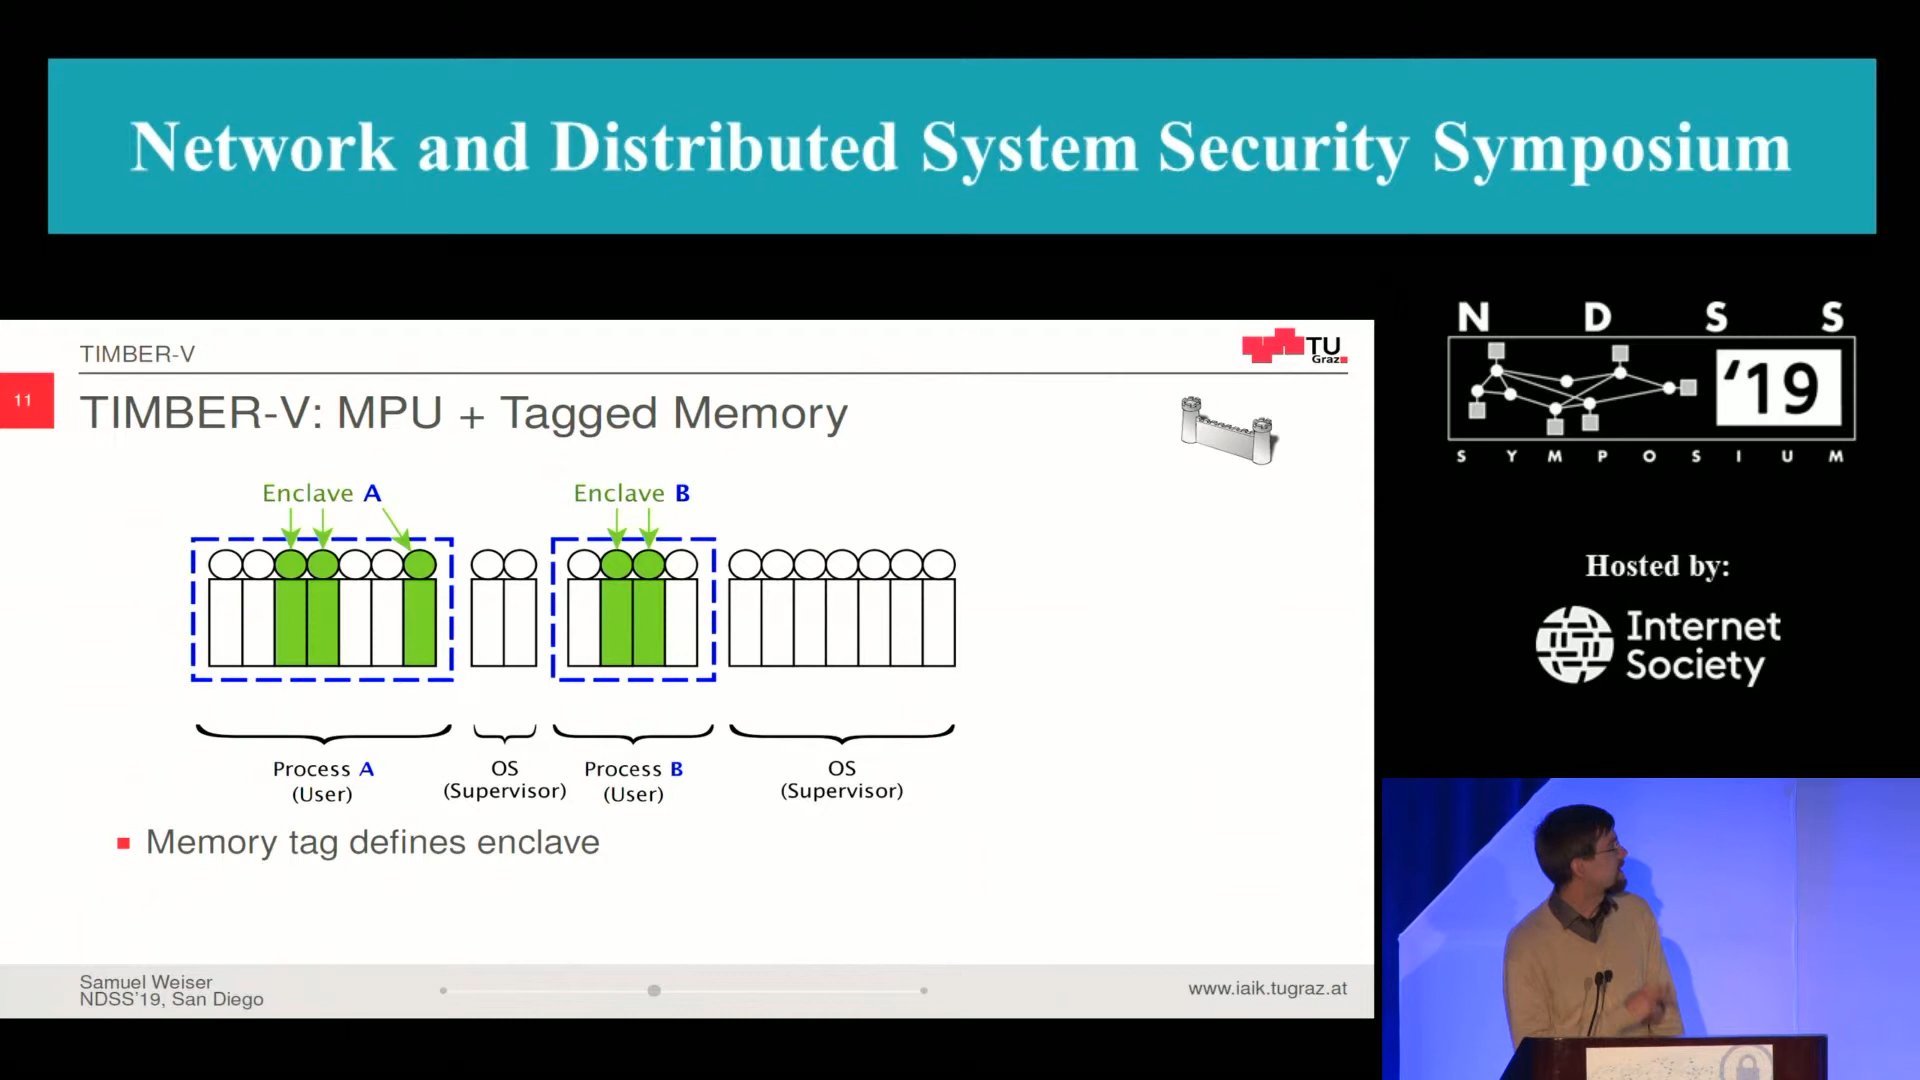 Network and Distributed System Security Symposium
N D S S
'19
S Y M P O S I U M
Hosted by:
Internet
Society
TIMBER-V
TU
Graz
11
TIMBER-V: MPU + Tagged Memory
Enclave A
Enclave B
Process A
(User)
OS
(Supervisor)
Process B
(User)
OS
(Supervisor)
Memory tag defines enclave
Samuel Weiser
NDSS'19, San Diego
www.iaik.tugraz.at